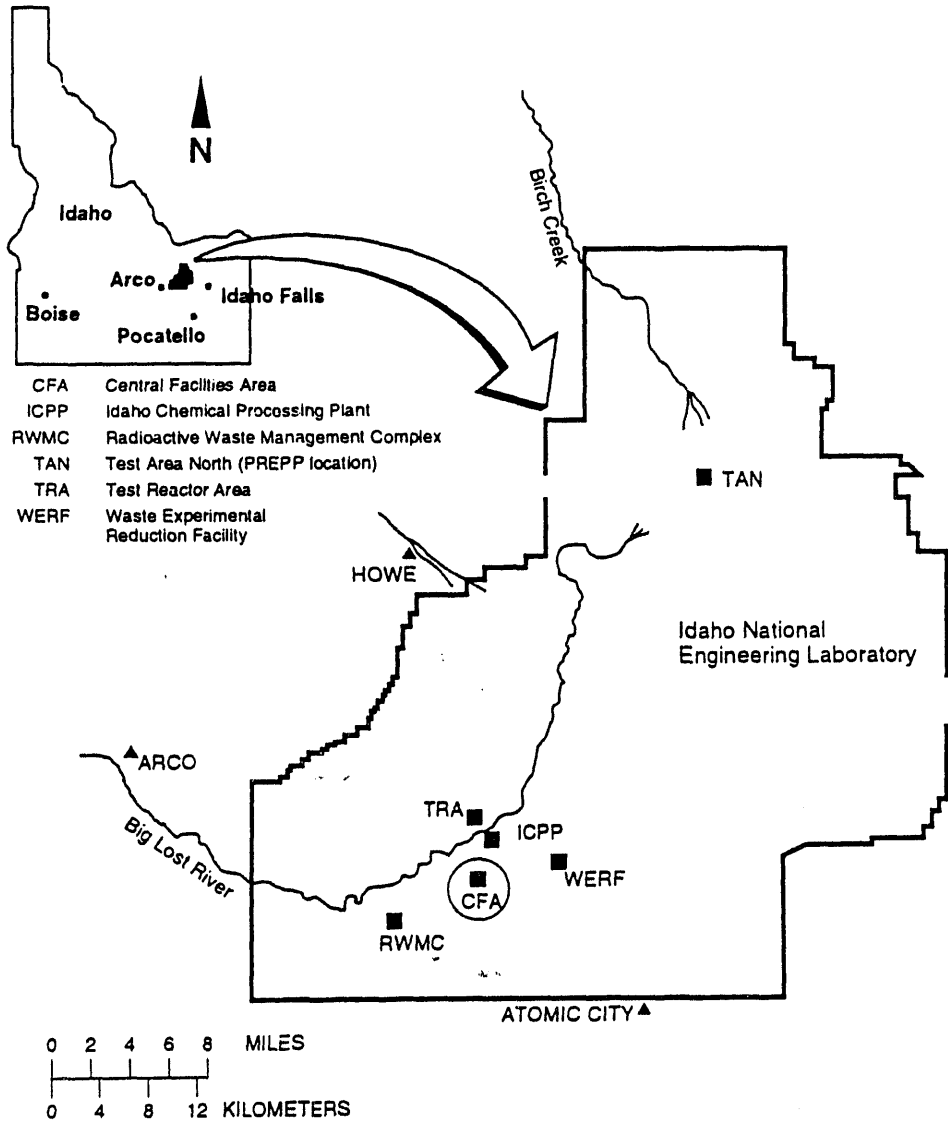 N
Idaho
Arco
Idaho Falls
Boise
Pocatello
CFA Central Facilities Area
ICPP Idaho Chemical Processing Plant
RWMC Radioactive Waste Management Complex
TAN Test Area North (PREPP location)
TRA Test Reactor Area
WERF Waste Experimental
Reduction Facility
Birch Creek
TAN
HOWE
Idaho National
Engineering Laboratory
ARCO
Big Lost River
TRA
ICPP
WERF
CFA
RWMC
ATOMIC CITY
0 2 4 6 8 MILES
0 4 8 12 KILOMETERS